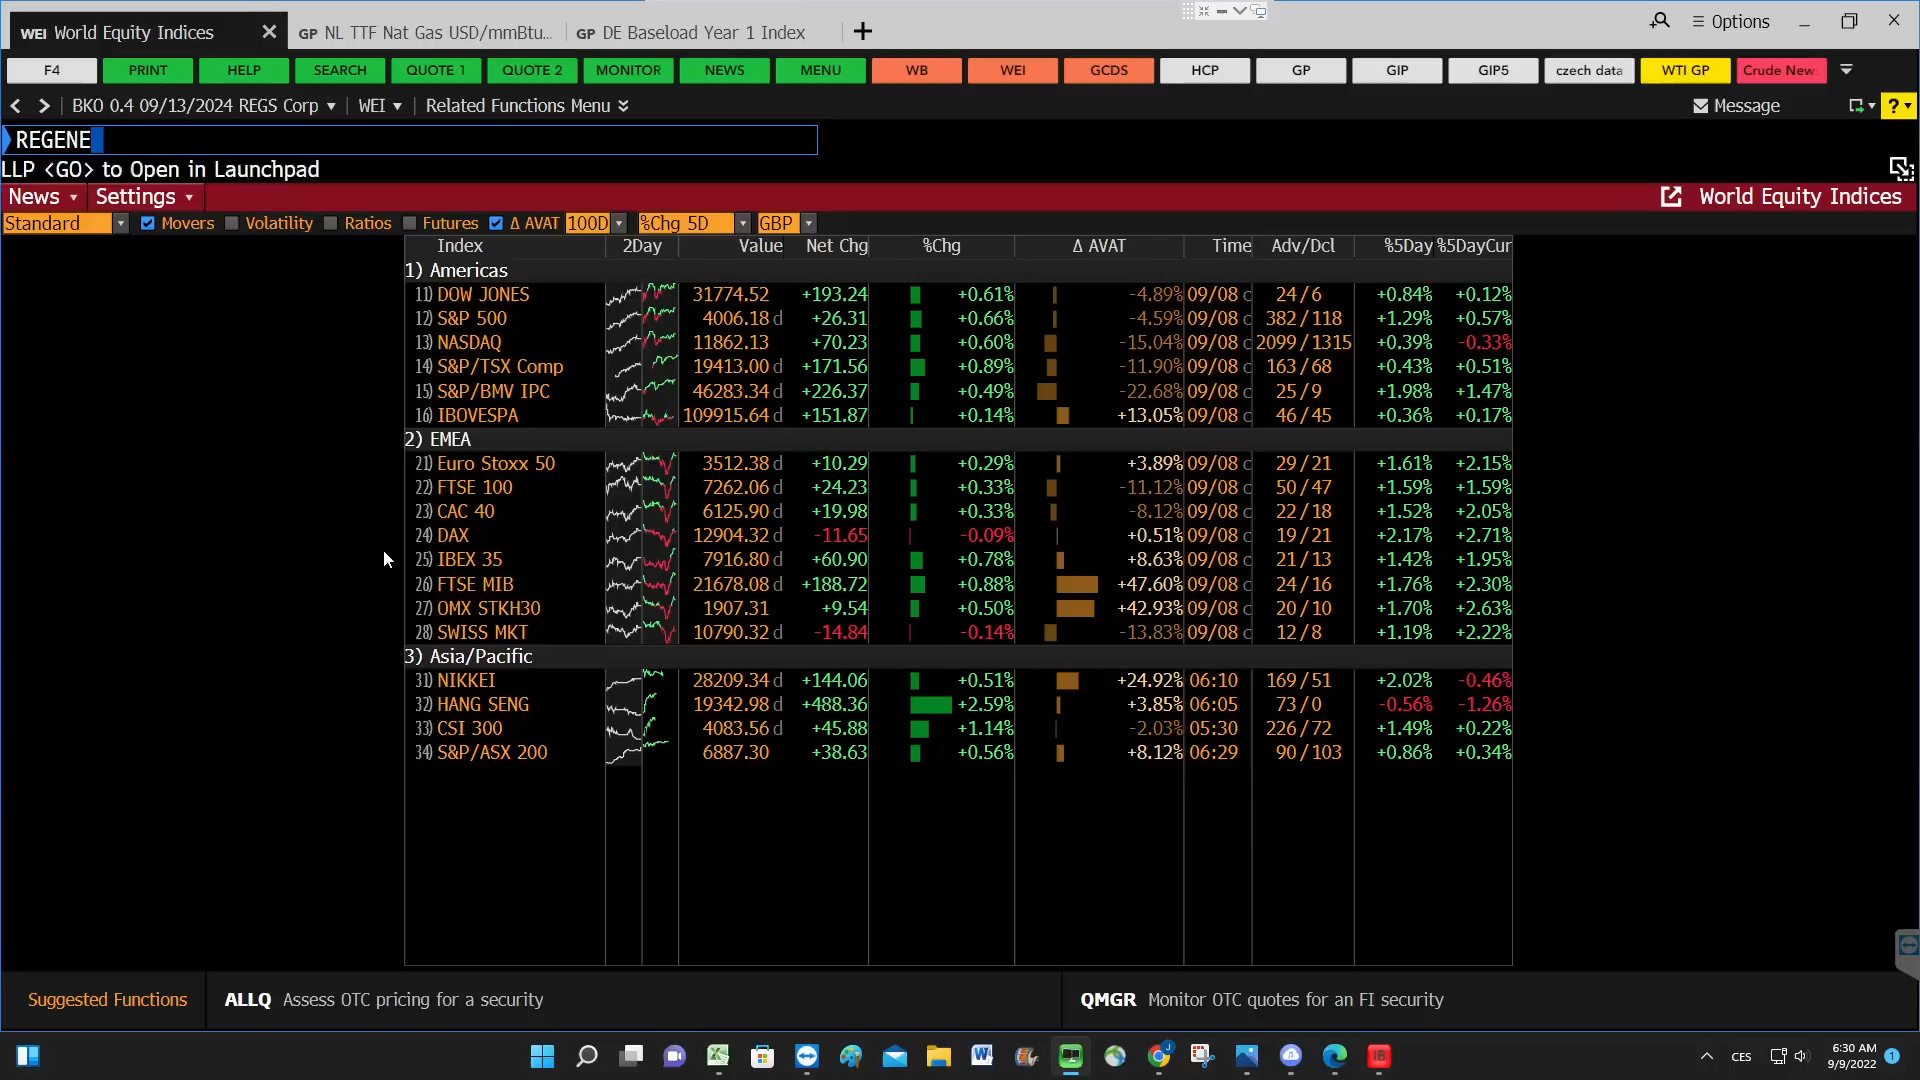 WEI World Equity Indices
GP NL TTF Nat Gas USD/mmBtu...
GP DE Baseload Year 1 Index
Options
F4 PRINT HELP SEARCH QUOTE 1 QUOTE 2 MONITOR NEWS MENU WB WEI GCDS HCP GP GIP GIP5 czech data WTI GP Crude New
BKO 0.4 09/13/2024 REGS Corp WEI Related Functions Menu Message ?
REGENE
LLP <GO> to Open in Launchpad
News Settings World Equity Indices
Standard Movers Volatility Ratios Futures Δ AVAT 100D %Chg 5D GBP
Index 2Day Value Net Chg %Chg Δ AVAT Time Adv/Dcl %5Day %5DayCur
1) Americas
11) DOW JONES 31774.52 +193.24 +0.61% -4.89% 09/08 c 24/6 +0.84% +0.12%
12) S&P 500 4006.18 d +26.31 +0.66% -4.59% 09/08 c 382/118 +1.29% +0.57%
13) NASDAQ 11862.13 +70.23 +0.60% -15.04% 09/08 c 2099/1315 +0.39% -0.33%
14) S&P/TSX Comp 19413.00 d +171.56 +0.89% -11.90% 09/08 c 163/68 +0.43% +0.51%
15) S&P/BMV IPC 46283.34 d +226.37 +0.49% -22.68% 09/08 c 25/9 +1.98% +1.47%
16) IBOVESPA 109915.64 d +151.87 +0.14% +13.05% 09/08 c 46/45 +0.36% +0.17%
2) EMEA
21) Euro Stoxx 50 3512.38 d +10.29 +0.29% +3.89% 09/08 c 29/21 +1.61% +2.15%
22) FTSE 100 7262.06 d +24.23 +0.33% -11.12% 09/08 c 50/47 +1.59% +1.59%
23) CAC 40 6125.90 d +19.98 +0.33% -8.12% 09/08 c 22/18 +1.52% +2.05%
24) DAX 12904.32 d -11.65 -0.09% +0.51% 09/08 c 19/21 +2.17% +2.71%
25) IBEX 35 7916.80 d +60.90 +0.78% +8.63% 09/08 c 21/13 +1.42% +1.95%
26) FTSE MIB 21678.08 d +188.72 +0.88% +47.60% 09/08 c 24/16 +1.76% +2.30%
27) OMX STKH30 1907.31 +9.54 +0.50% +42.93% 09/08 c 20/10 +1.70% +2.63%
28) SWISS MKT 10790.32 d -14.84 -0.14% -13.83% 09/08 c 12/8 +1.19% +2.22%
3) Asia/Pacific
31) NIKKEI 28209.34 d +144.06 +0.51% +24.92% 06:10 169/51 +2.02% -0.46%
32) HANG SENG 19342.98 d +488.36 +2.59% +3.85% 06:05 73/0 -0.56% -1.26%
33) CSI 300 4083.56 d +45.88 +1.14% -2.03% 05:30 226/72 +1.49% +0.22%
34) S&P/ASX 200 6887.30 +38.63 +0.56% +8.12% 06:29 90/103 +0.86% +0.34%
Suggested Functions ALLQ Assess OTC pricing for a security QMGR Monitor OTC quotes for an FI security
CES
6:30 AM
9/9/2022
1
J
IB